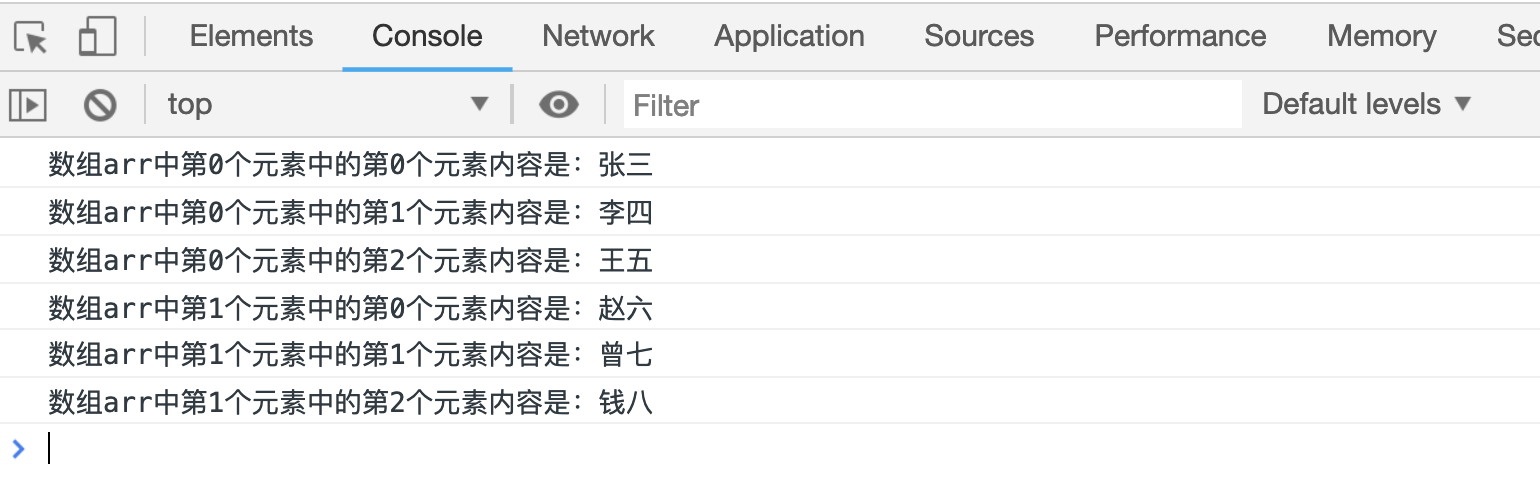 Elements Console Network Application Sources Performance Memory
top Filter Default levels
数组arr中第0个元素中的第0个元素内容是：张三
数组arr中第0个元素中的第1个元素内容是：李四
数组arr中第0个元素中的第2个元素内容是：王五
数组arr中第1个元素中的第0个元素内容是：赵六
数组arr中第1个元素中的第1个元素内容是：曾七
数组arr中第1个元素中的第2个元素内容是：钱八